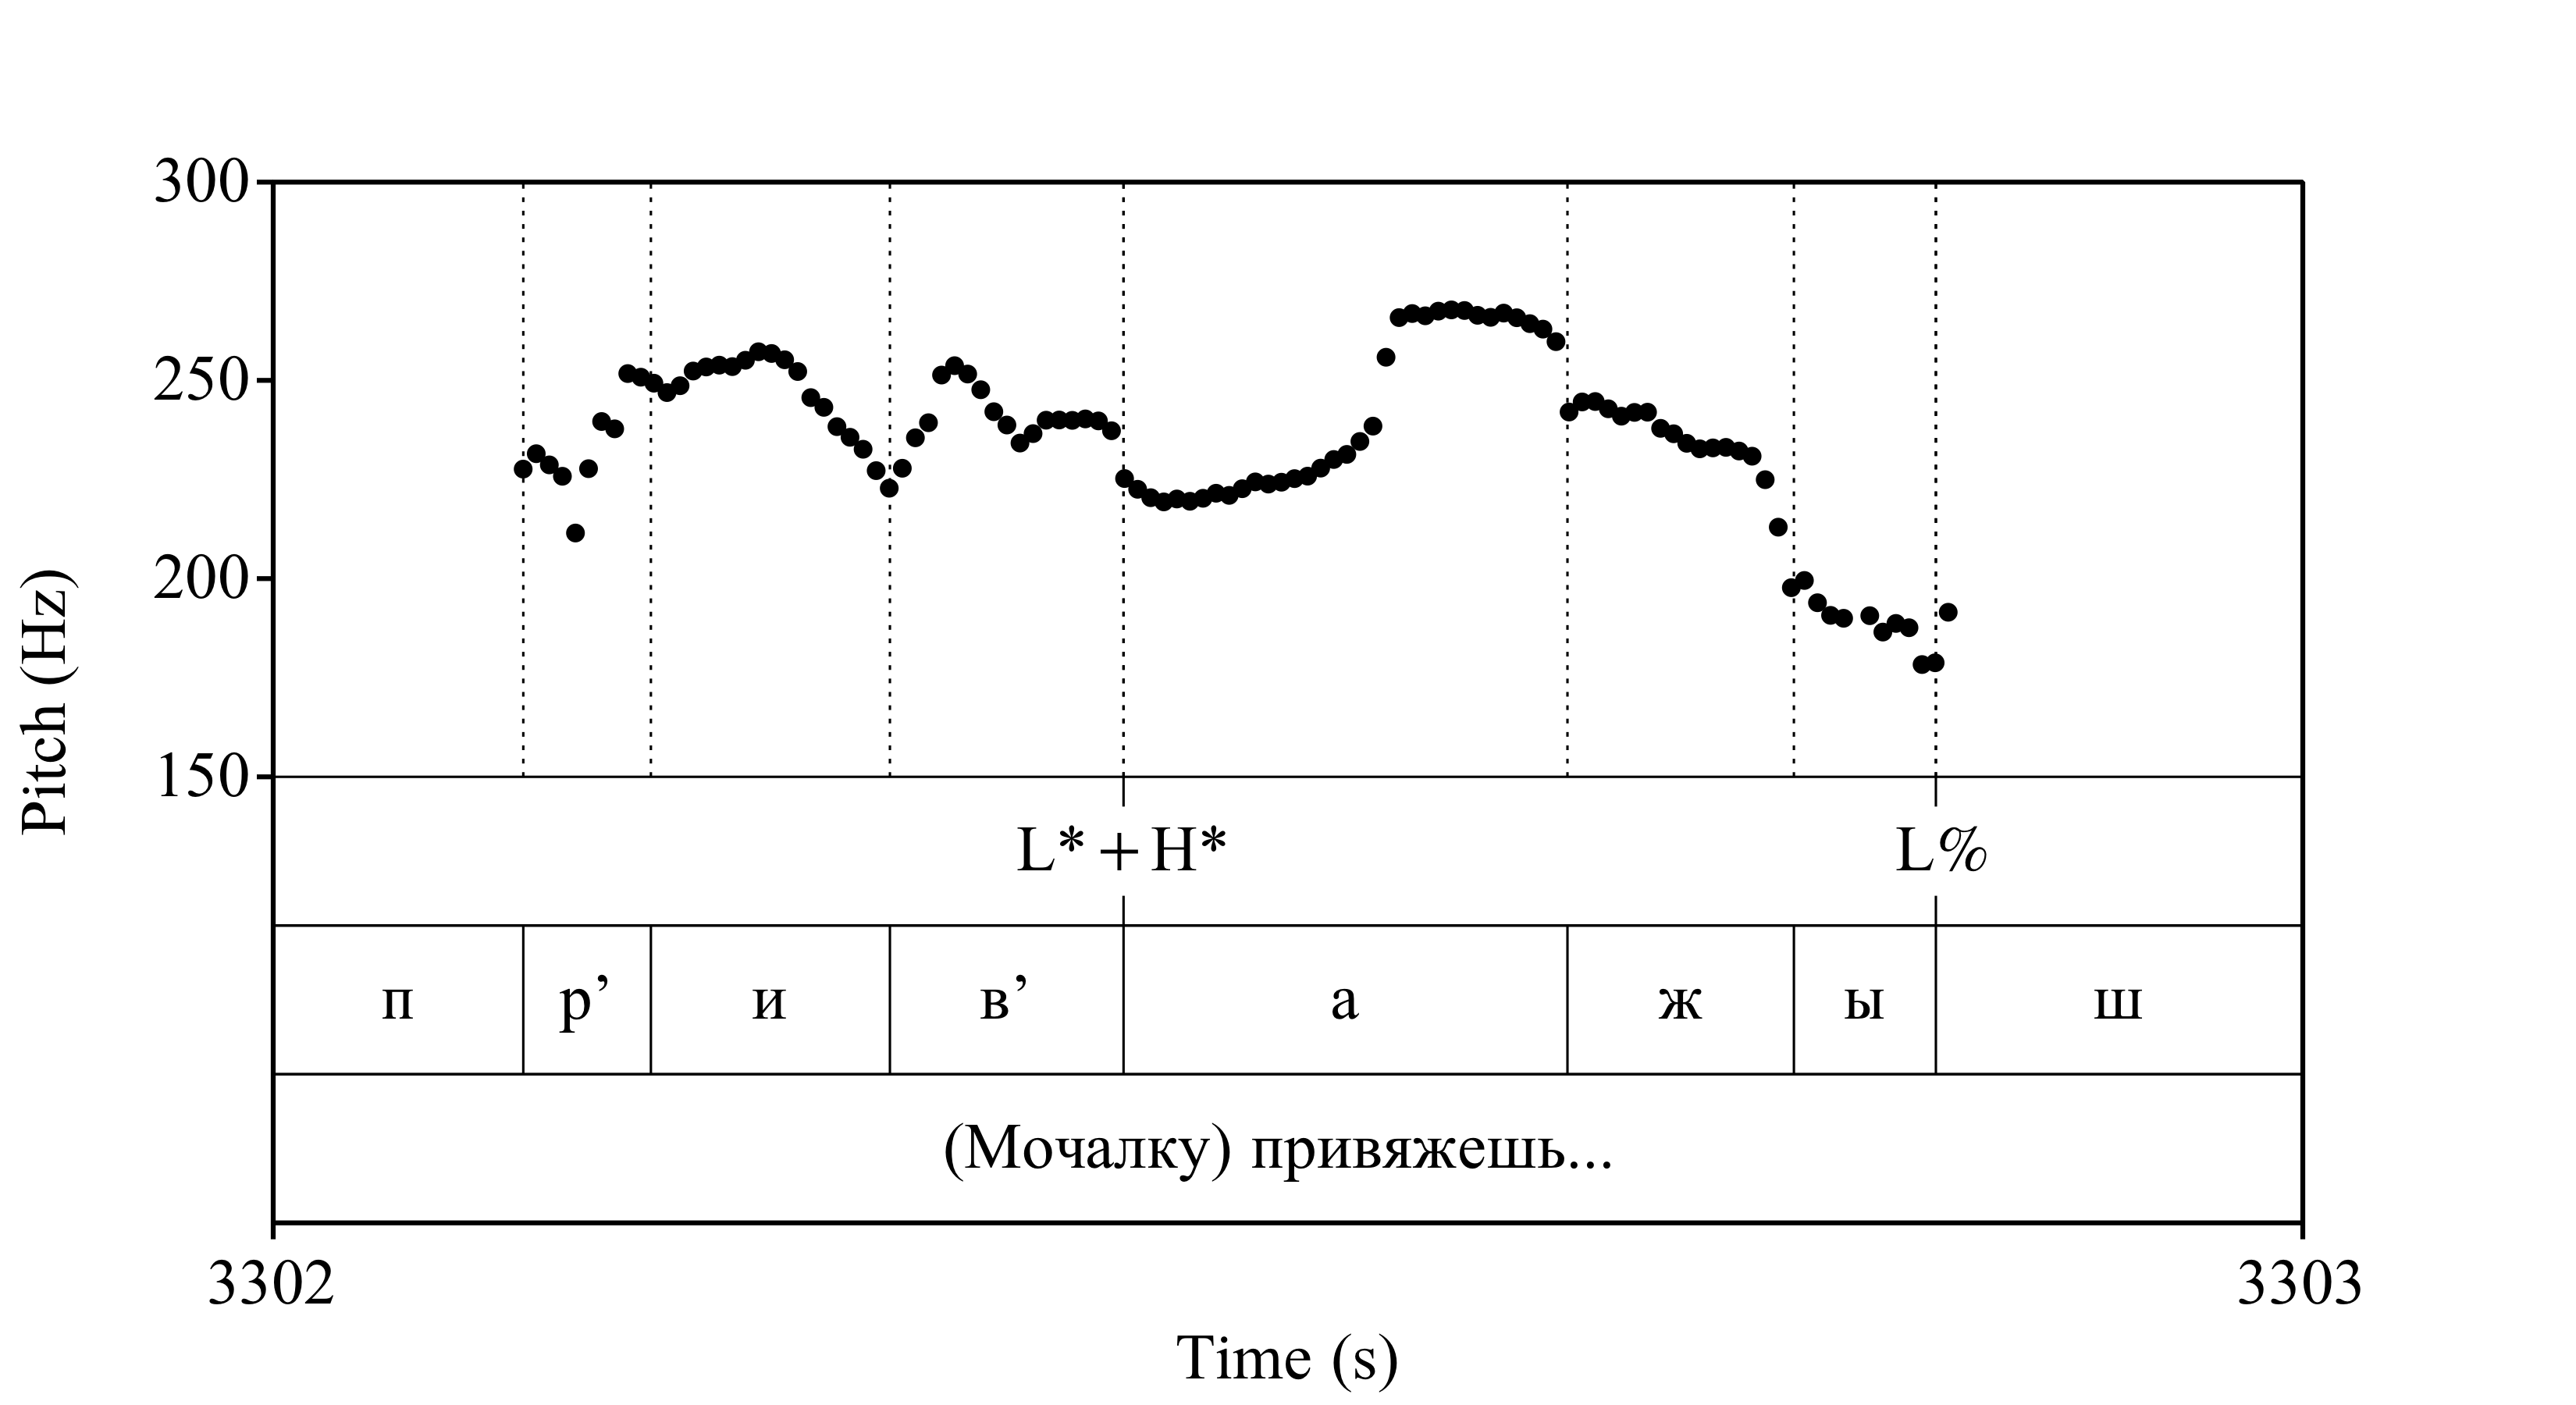 300
250
200
150
Pitch (Hz)
L*+H* L%
п р’ и в’ а ж ы ш
(Мочалку) привяжешь...
3302 3303
Time (s)